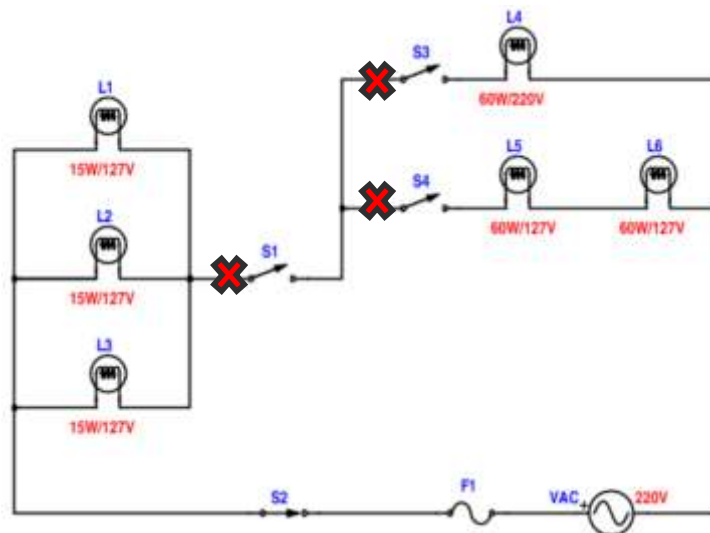 L4
S3
60W/220V
L1
15W/127V
L5
L6
S4
60W/127V
60W/127V
L2
S1
15W/127V
L3
15W/127V
S2
F1
VAC
+
220V